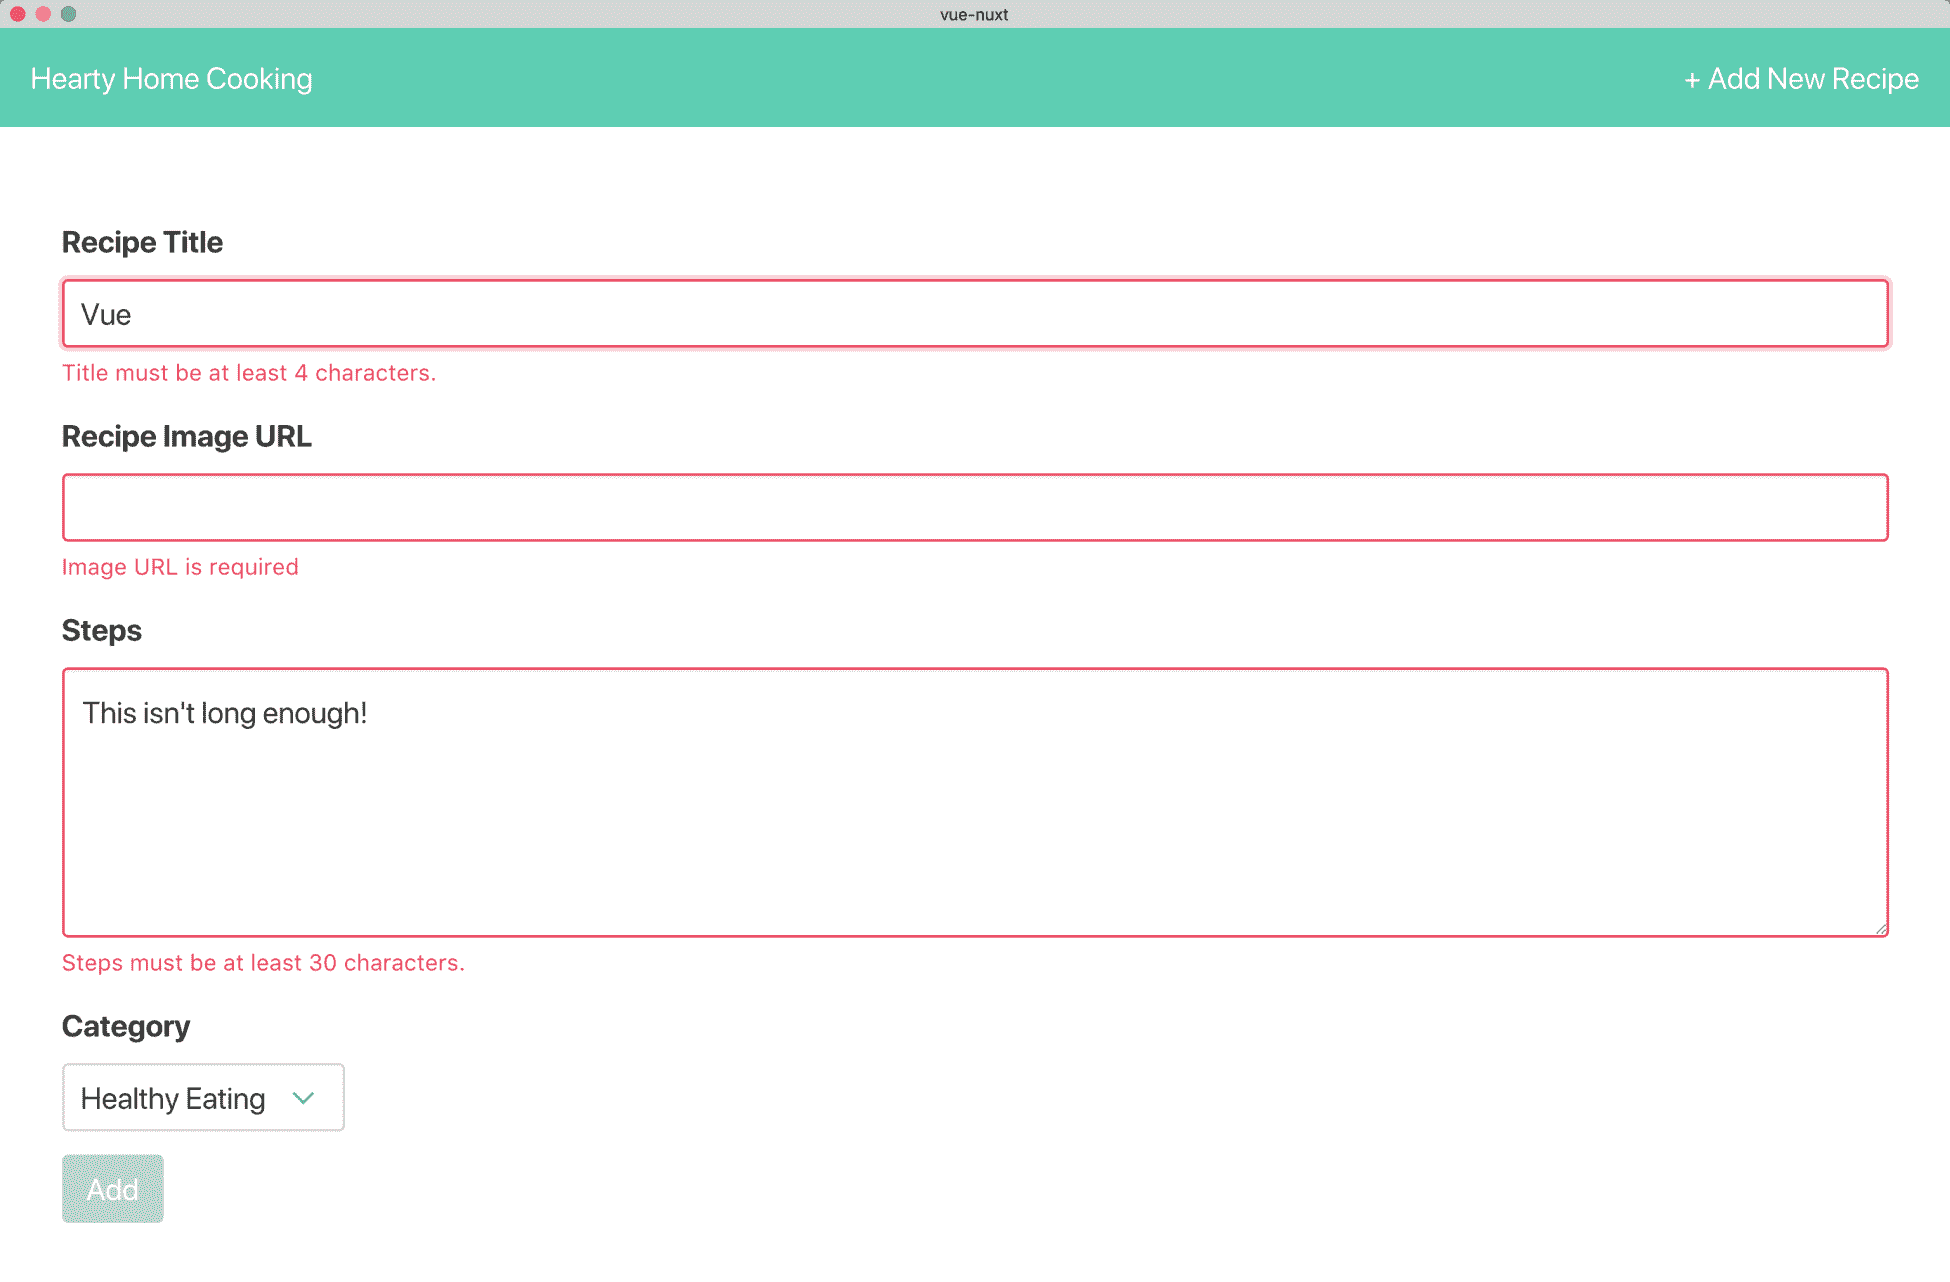 vue-nuxt
Hearty Home Cooking
+ Add New Recipe
Recipe Title
Vue
Title must be at least 4 characters.
Recipe Image URL
Image URL is required
Steps
This isn't long enough!
Steps must be at least 30 characters.
Category
Healthy Eating
Add